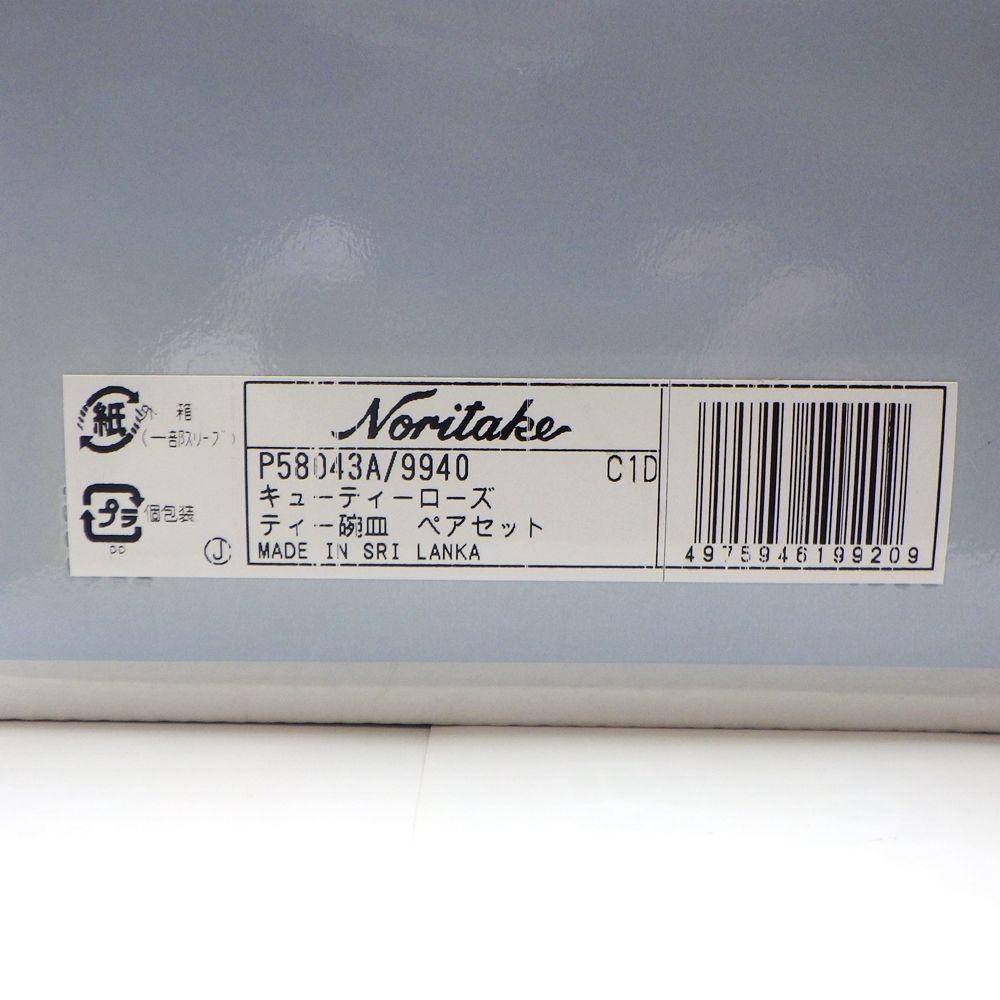 紙
外箱
(一部スリーブ)
プラ
個包装
PP
J
Noritake
P58043A/9940 C1D
キューティーローズ
ティー碗皿 ペアセット
MADE IN SRI LANKA
4975946199209